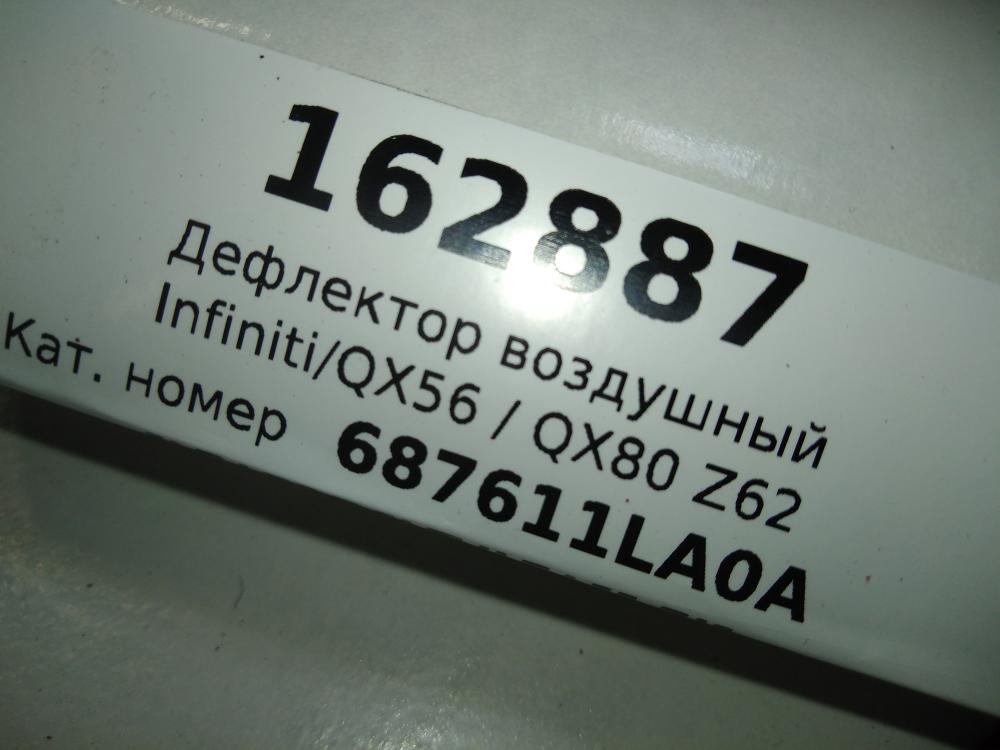 162887
Дефлектор воздушный
Infiniti/QX56 / QX80 Z62
Кат. номер 687611LA0A